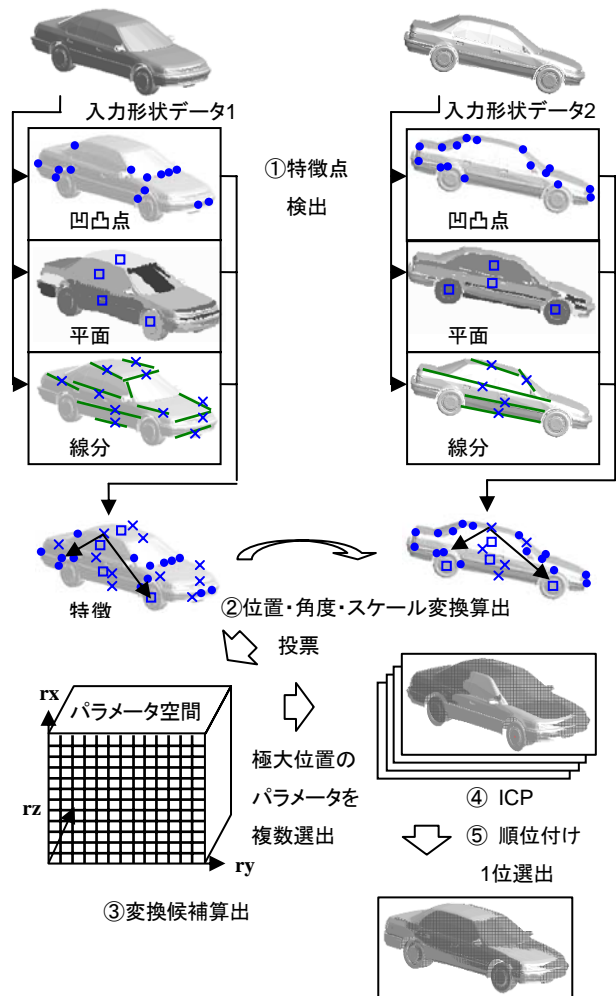 入力形状データ1
入力形状データ2
①特徴点
検出
凹凸点
凹凸点
平面
平面
線分
線分
特徴
②位置・角度・スケール変換算出
投票
rx
パラメータ空間
rz
ry
極大位置の
パラメータを
複数選出
④ ICP
⑤ 順位付け
1位選出
③変換候補算出